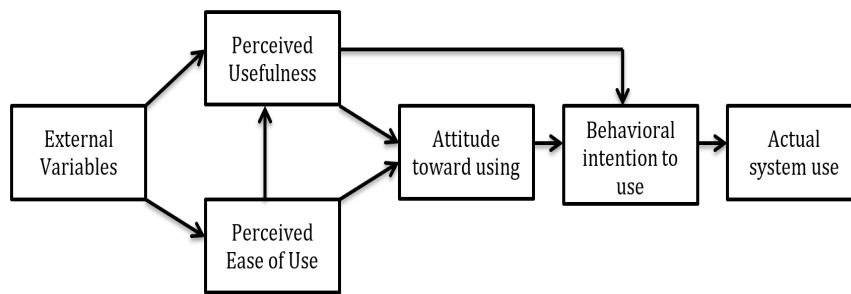 Perceived
Usefulness
External
Variables
Perceived
Ease of Use
Attitude
toward using
Behavioral
intention to
use
Actual
system use